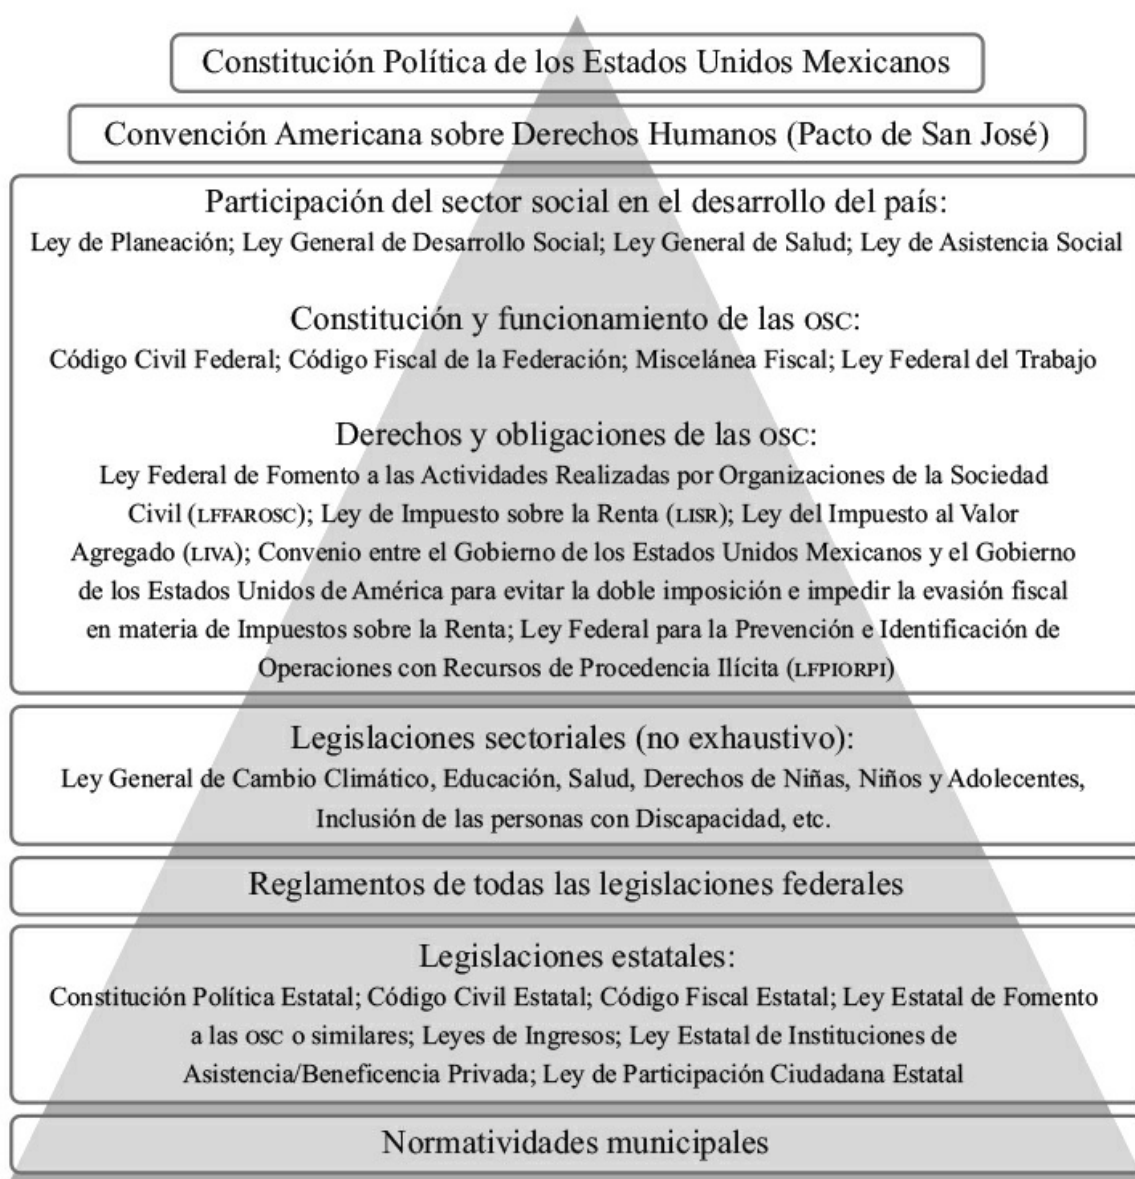 Constitución Política de los Estados Unidos Mexicanos
Convención Americana sobre Derechos Humanos (Pacto de San José)
Participación del sector social en el desarrollo del país:
Ley de Planeación; Ley General de Desarrollo Social; Ley General de Salud; Ley de Asistencia Social
Constitución y funcionamiento de las OSC:
Código Civil Federal; Código Fiscal de la Federación; Miscelánea Fiscal; Ley Federal del Trabajo
Derechos y obligaciones de las OSC:
Ley Federal de Fomento a las Actividades Realizadas por Organizaciones de la Sociedad
Civil (LFFAROSC); Ley de Impuesto sobre la Renta (LISR); Ley del Impuesto al Valor
Agregado (LIVA); Convenio entre el Gobierno de los Estados Unidos Mexicanos y el Gobierno
de los Estados Unidos de América para evitar la doble imposición e impedir la evasión fiscal
en materia de Impuestos sobre la Renta; Ley Federal para la Prevención e Identificación de
Operaciones con Recursos de Procedencia Ilícita (LFPIORPI)
Legislaciones sectoriales (no exhaustivo):
Ley General de Cambio Climático, Educación, Salud, Derechos de Niñas, Niños y Adolecentes,
Inclusión de las personas con Discapacidad, etc.
Reglamentos de todas las legislaciones federales
Legislaciones estatales:
Constitución Política Estatal; Código Civil Estatal; Código Fiscal Estatal; Ley Estatal de Fomento
a las OSC o similares; Leyes de Ingresos; Ley Estatal de Instituciones de
Asistencia/Beneficencia Privada; Ley de Participación Ciudadana Estatal
Normatividades municipales